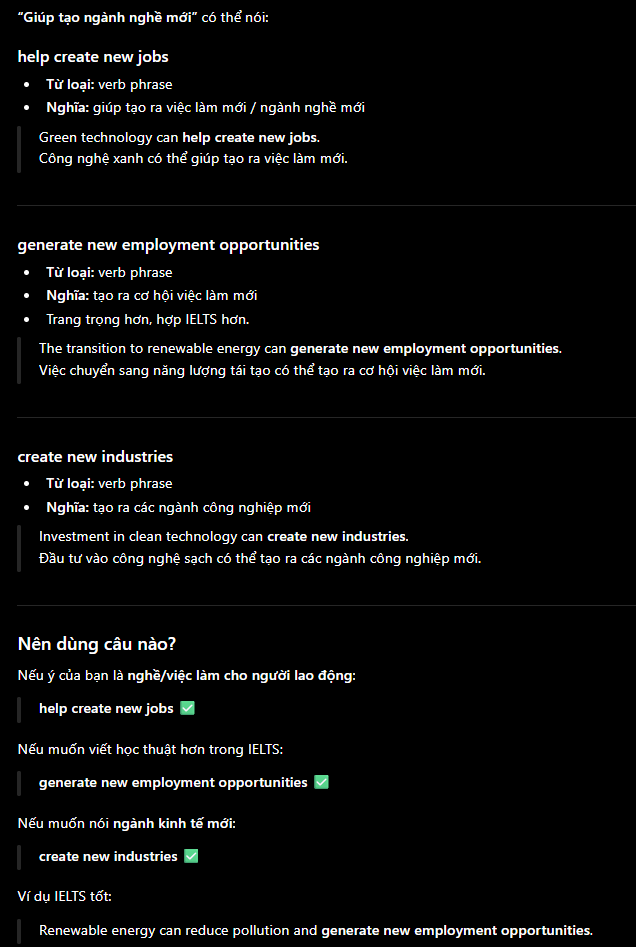 “Giúp tạo ngành nghề mới” có thể nói:
help create new jobs
• Từ loại: verb phrase
• Nghĩa: giúp tạo ra việc làm mới / ngành nghề mới
Green technology can help create new jobs.
Công nghệ xanh có thể giúp tạo ra việc làm mới.
generate new employment opportunities
• Từ loại: verb phrase
• Nghĩa: tạo ra cơ hội việc làm mới
• Trang trọng hơn, hợp IELTS hơn.
The transition to renewable energy can generate new employment opportunities.
Việc chuyển sang năng lượng tái tạo có thể tạo ra cơ hội việc làm mới.
create new industries
• Từ loại: verb phrase
• Nghĩa: tạo ra các ngành công nghiệp mới
Investment in clean technology can create new industries.
Đầu tư vào công nghệ sạch có thể tạo ra các ngành công nghiệp mới.
Nên dùng câu nào?
Nếu ý của bạn là nghề/việc làm cho người lao động:
help create new jobs ✅
Nếu muốn viết học thuật hơn trong IELTS:
generate new employment opportunities ✅
Nếu muốn nói ngành kinh tế mới:
create new industries ✅
Ví dụ IELTS tốt:
Renewable energy can reduce pollution and generate new employment opportunities.